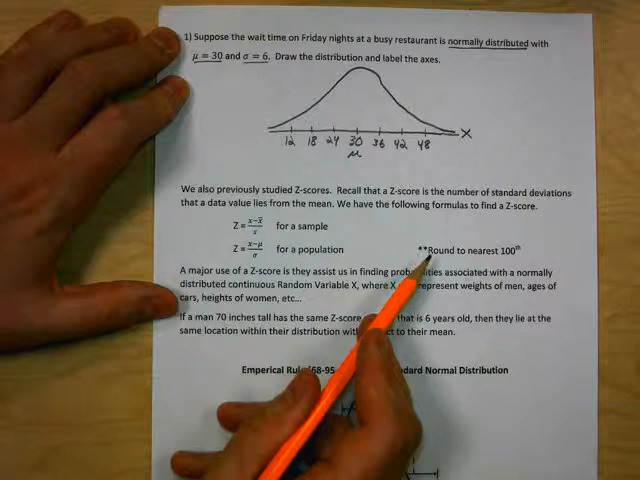 1) Suppose the wait time on Friday nights at a busy restaurant is normally distributed with
μ = 30 and σ = 6. Draw the distribution and label the axes.
12 18 24 30 36 42 48 X
μ
We also previously studied Z-scores. Recall that a Z-score is the number of standard deviations
that a data value lies from the mean. We have the following formulas to find a Z-score.
Z = (x − x̄)/s for a sample
Z = (x − μ)/σ for a population **Round to nearest 100th
A major use of a Z-score is they assist us in finding probabilities associated with a normally
distributed continuous Random Variable X, where X represent weights of men, ages of
cars, heights of women, etc...
If a man 70 inches tall has the same Z-score that is 6 years old, then they lie at the
same location within their distribution with to their mean.
Emperical 68-95 Standard Normal Distribution